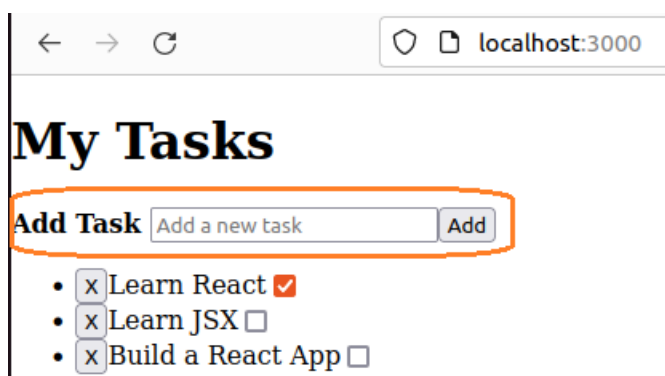 localhost:3000
My Tasks
Add Task Add a new task Add
x Learn React
x Learn JSX
x Build a React App